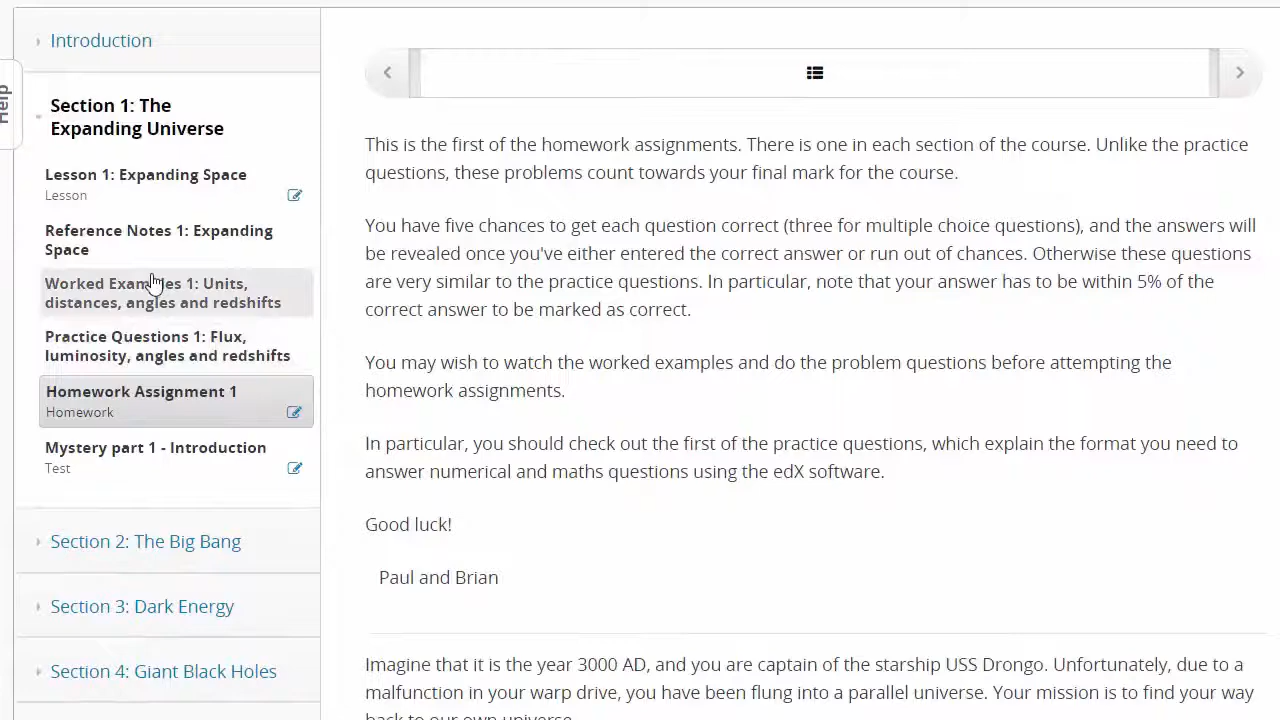 Introduction
Help
Section 1: The
Expanding Universe
Lesson 1: Expanding Space
Lesson
Reference Notes 1: Expanding
Space
Worked Examples 1: Units,
distances, angles and redshifts
Practice Questions 1: Flux,
luminosity, angles and redshifts
Homework Assignment 1
Homework
Mystery part 1 - Introduction
Test
Section 2: The Big Bang
Section 3: Dark Energy
Section 4: Giant Black Holes
This is the first of the homework assignments. There is one in each section of the course. Unlike the practice
questions, these problems count towards your final mark for the course.
You have five chances to get each question correct (three for multiple choice questions), and the answers will
be revealed once you've either entered the correct answer or run out of chances. Otherwise these questions
are very similar to the practice questions. In particular, note that your answer has to be within 5% of the
correct answer to be marked as correct.
You may wish to watch the worked examples and do the problem questions before attempting the
homework assignments.
In particular, you should check out the first of the practice questions, which explain the format you need to
answer numerical and maths questions using the edX software.
Good luck!
Paul and Brian
Imagine that it is the year 3000 AD, and you are captain of the starship USS Drongo. Unfortunately, due to a
malfunction in your warp drive, you have been flung into a parallel universe. Your mission is to find your way
back to our own universe.